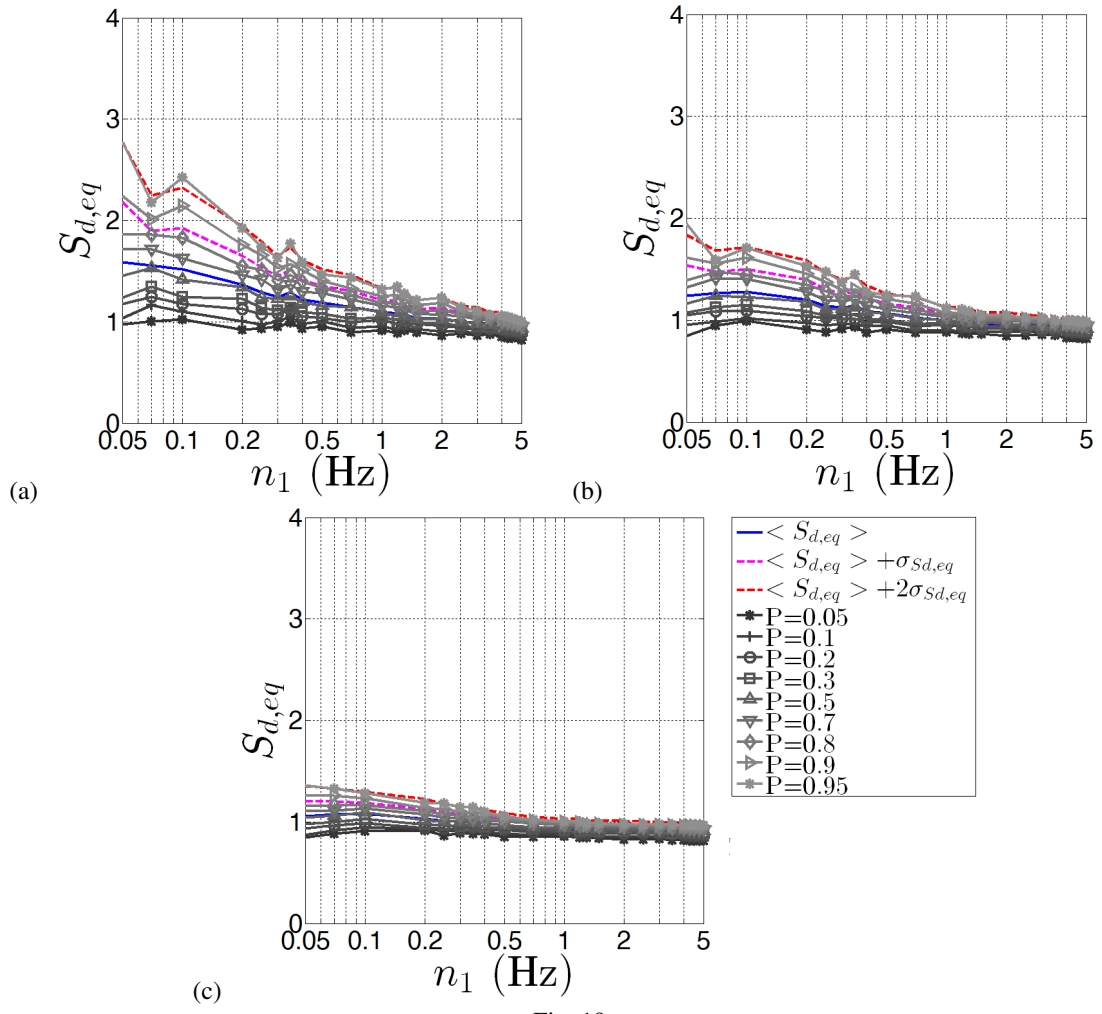 4
3
2
1
0
S_{d,eq}
0.05 0.1 0.2 0.5 1 2 5
n_1 (Hz)
(a)
4
3
2
1
0
S_{d,eq}
0.05 0.1 0.2 0.5 1 2 5
n_1 (Hz)
(b)
4
3
2
1
0
S_{d,eq}
0.05 0.1 0.2 0.5 1 2 5
n_1 (Hz)
(c)
< S_{d,eq} >
< S_{d,eq} > +σ_{Sd,eq}
< S_{d,eq} > +2σ_{Sd,eq}
P=0.05
P=0.1
P=0.2
P=0.3
P=0.5
P=0.7
P=0.8
P=0.9
P=0.95